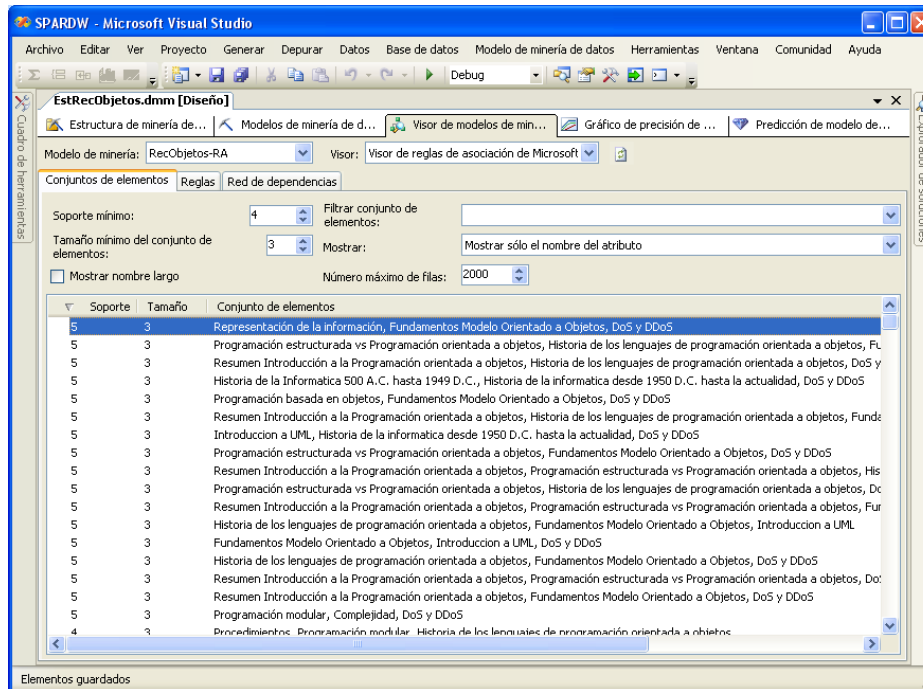 SPARDW - Microsoft Visual Studio
Archivo Editar Ver Proyecto Generar Depurar Datos Base de datos Modelo de minería de datos Herramientas Ventana Comunidad Ayuda
Debug
EstRecObjetos.dmm [Diseño]
Estructura de minería de... Modelos de minería de d... Visor de modelos de min... Gráfico de precisión de ... Predicción de modelo de...
Cuadro de herramientas
Modelo de minería: RecObjetos-RA Visor: Visor de reglas de asociación de Microsoft
Conjuntos de elementos Reglas Red de dependencias
Soporte mínimo: 4 Filtrar conjunto de elementos:
Tamaño mínimo del conjunto de elementos: 3 Mostrar: Mostrar sólo el nombre del atributo
Mostrar nombre largo Número máximo de filas: 2000
Soporte Tamaño Conjunto de elementos
5 3 Representación de la información, Fundamentos Modelo Orientado a Objetos, DoS y DDoS
5 3 Programación estructurada vs Programación orientada a objetos, Historia de los lenguajes de programación orientada a objetos, Fu
5 3 Resumen Introducción a la Programación orientada a objetos, Historia de los lenguajes de programación orientada a objetos, DoS y
5 3 Historia de la Informatica 500 A.C. hasta 1949 D.C., Historia de la informatica desde 1950 D.C. hasta la actualidad, DoS y DDoS
5 3 Programación basada en objetos, Fundamentos Modelo Orientado a Objetos, DoS y DDoS
5 3 Resumen Introducción a la Programación orientada a objetos, Historia de los lenguajes de programación orientada a objetos, Funda
5 3 Introduccion a UML, Historia de la informatica desde 1950 D.C. hasta la actualidad, DoS y DDoS
5 3 Programación estructurada vs Programación orientada a objetos, Fundamentos Modelo Orientado a Objetos, DoS y DDoS
5 3 Resumen Introducción a la Programación orientada a objetos, Programación estructurada vs Programación orientada a objetos, His
5 3 Programación estructurada vs Programación orientada a objetos, Historia de los lenguajes de programación orientada a objetos, Do
5 3 Resumen Introducción a la Programación orientada a objetos, Programación estructurada vs Programación orientada a objetos, Fur
5 3 Historia de los lenguajes de programación orientada a objetos, Fundamentos Modelo Orientado a Objetos, Introduccion a UML
5 3 Fundamentos Modelo Orientado a Objetos, Introduccion a UML, DoS y DDoS
5 3 Historia de los lenguajes de programación orientada a objetos, Fundamentos Modelo Orientado a Objetos, DoS y DDoS
5 3 Resumen Introducción a la Programación orientada a objetos, Programación estructurada vs Programación orientada a objetos, Do
5 3 Resumen Introducción a la Programación orientada a objetos, Fundamentos Modelo Orientado a Objetos, DoS y DDoS
5 3 Programación modular, Complejidad, DoS y DDoS
4 3 Procedimientos, Programación modular, Historia de los lenguajes de programación orientada a objetos
Elementos guardados